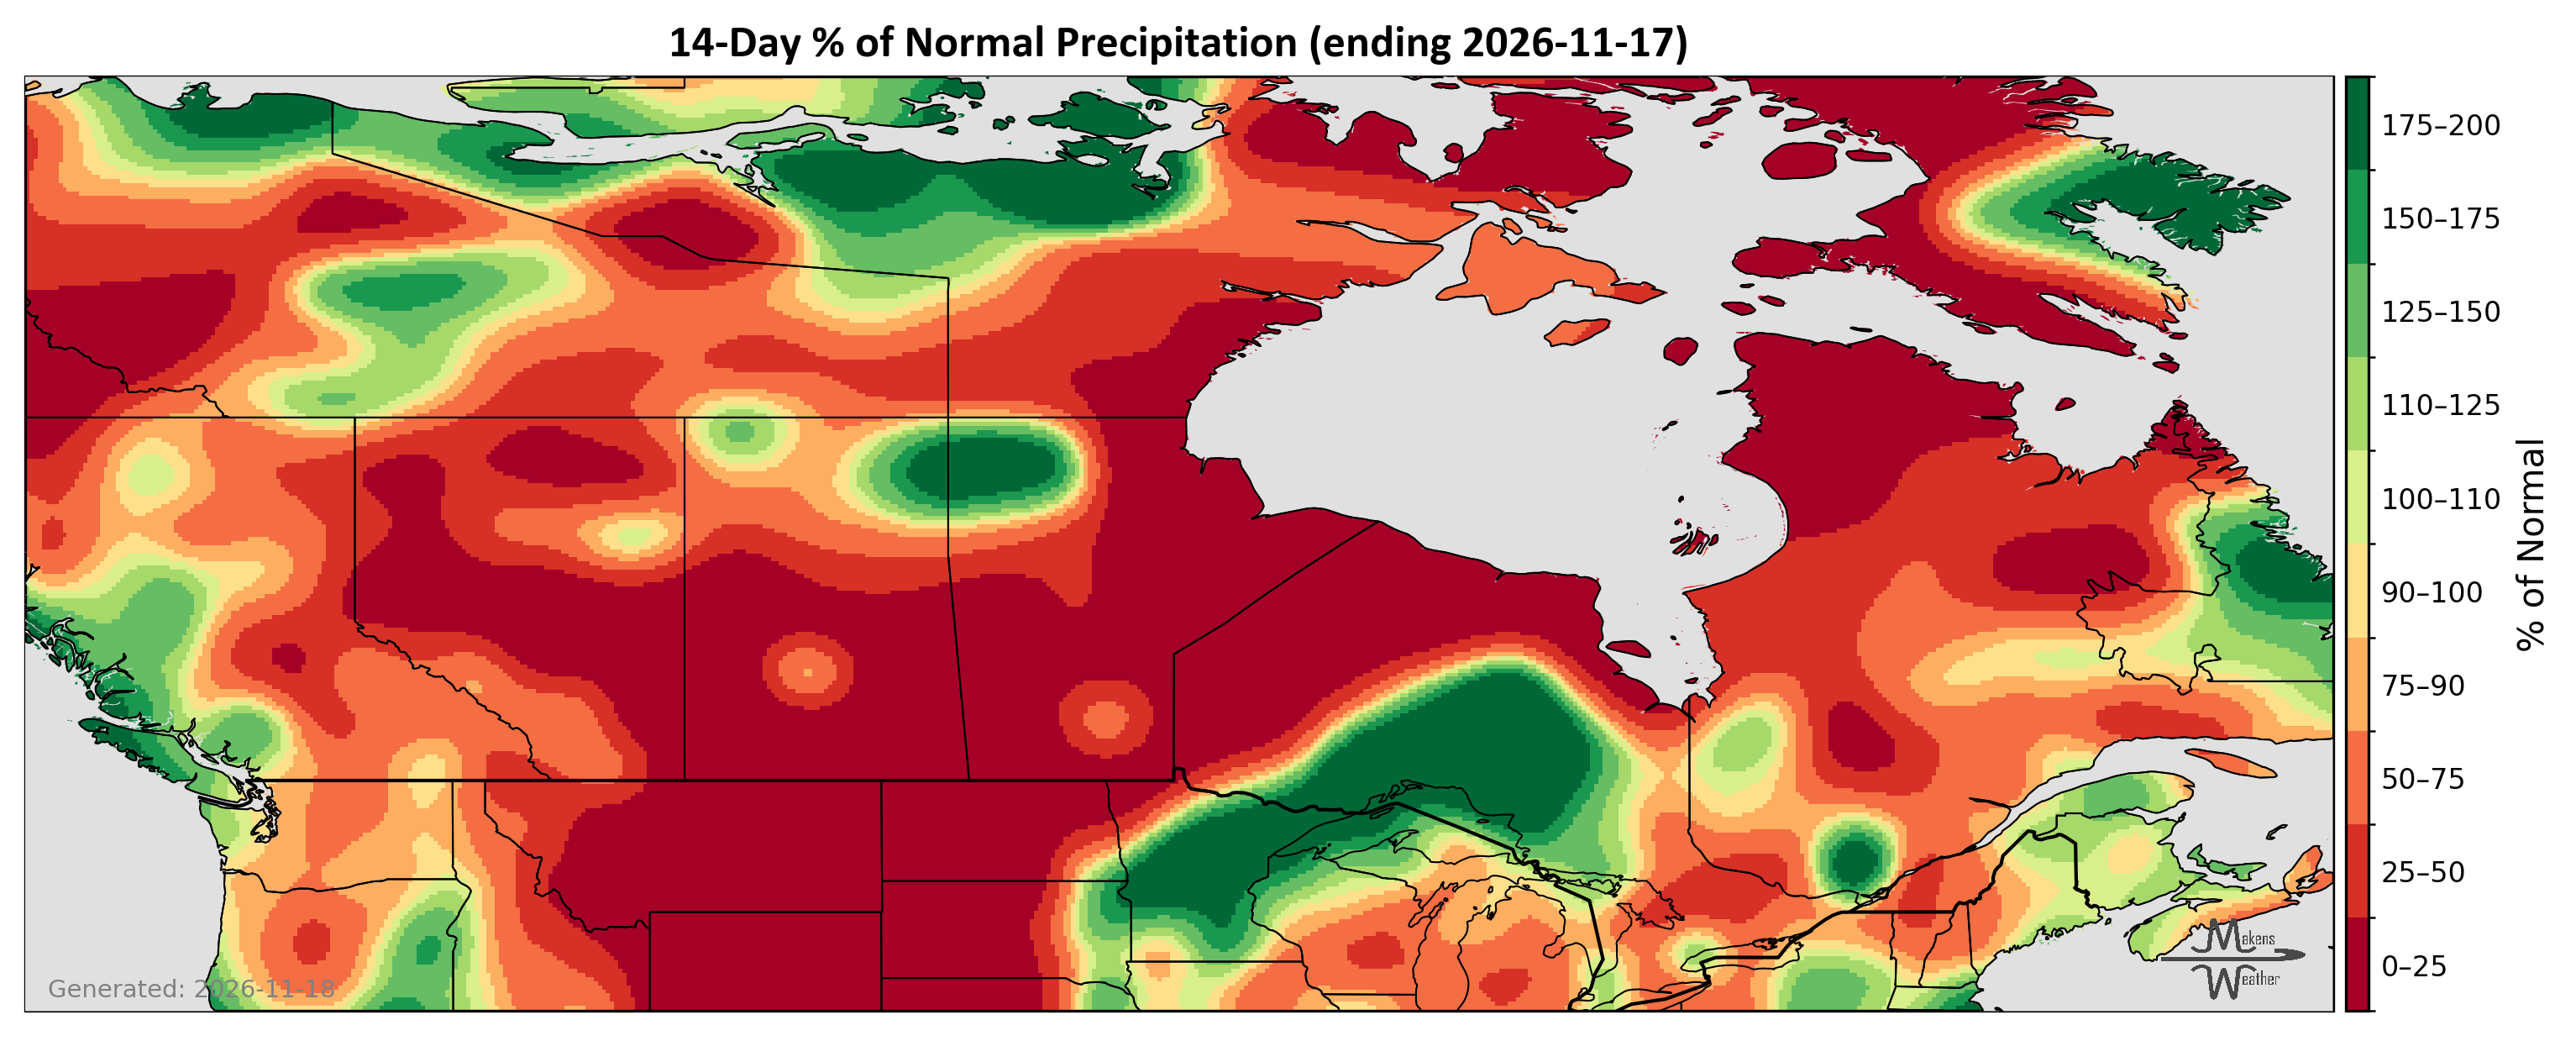 14-Day % of Normal Precipitation (ending 2026-11-17)
175–200
150–175
125–150
110–125
100–110
90–100
75–90
50–75
25–50
0–25
% of Normal
Makens
Weather
Generated: 2026-11-18